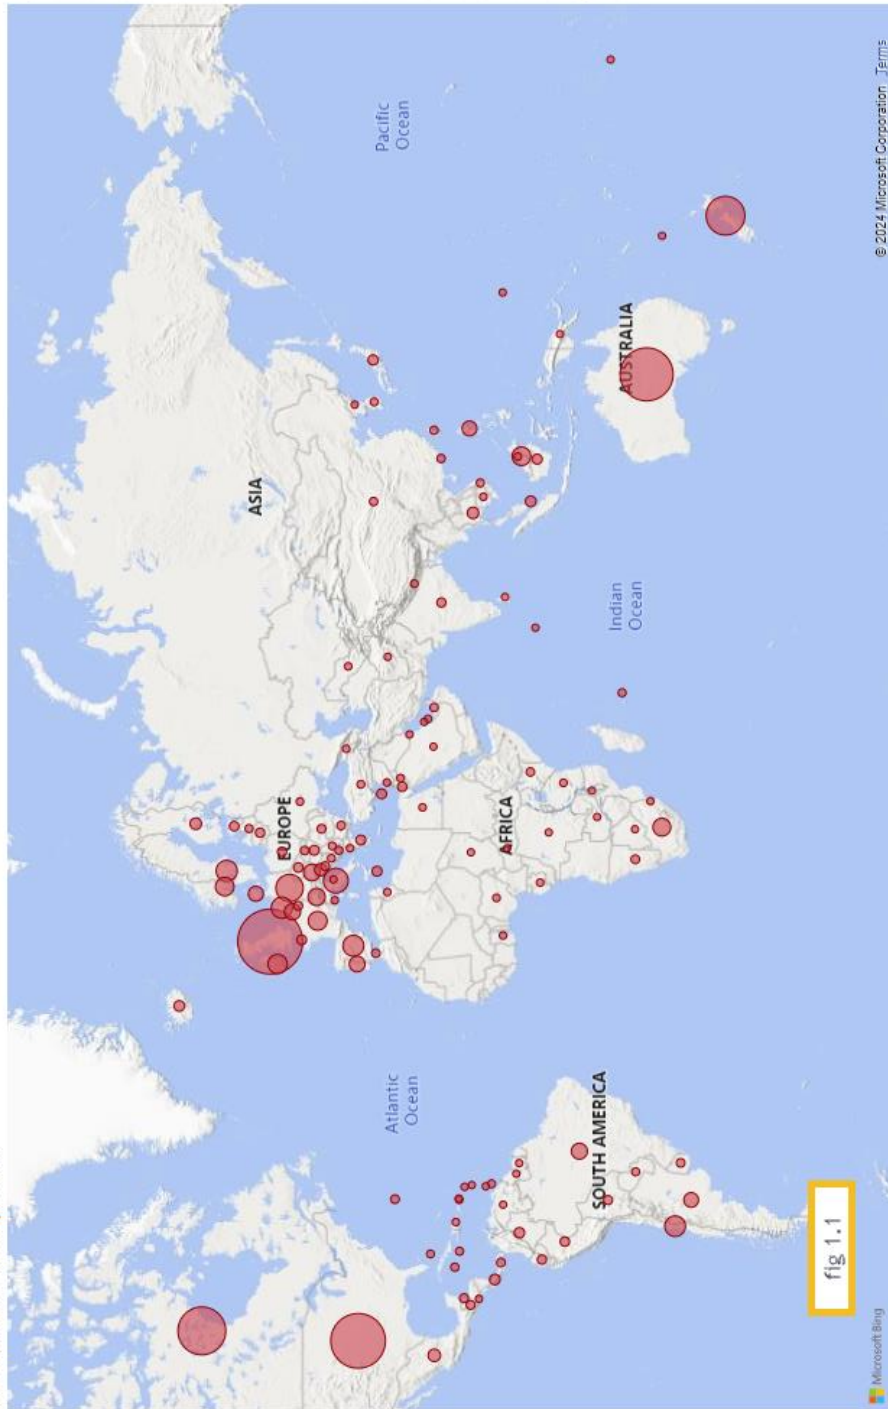 Pacific
Ocean
ASIA
EUROPE
AUSTRALIA
Indian
Ocean
AFRICA
Atlantic
Ocean
SOUTH AMERICA
fig 1.1
Microsoft Bing
© 2024 Microsoft Corporation Terms